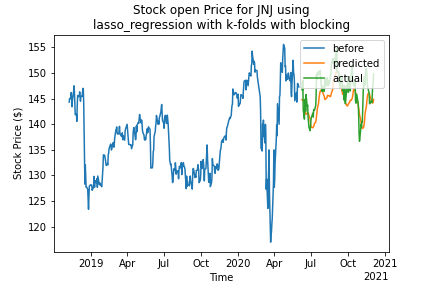 Stock open Price for JNJ using
lasso_regression with k-folds with blocking
before
predicted
actual
Stock Price ($)
155
150
145
140
135
130
125
120
2019 Apr Jul Oct 2020 Apr Jul Oct 2021
Time
2021